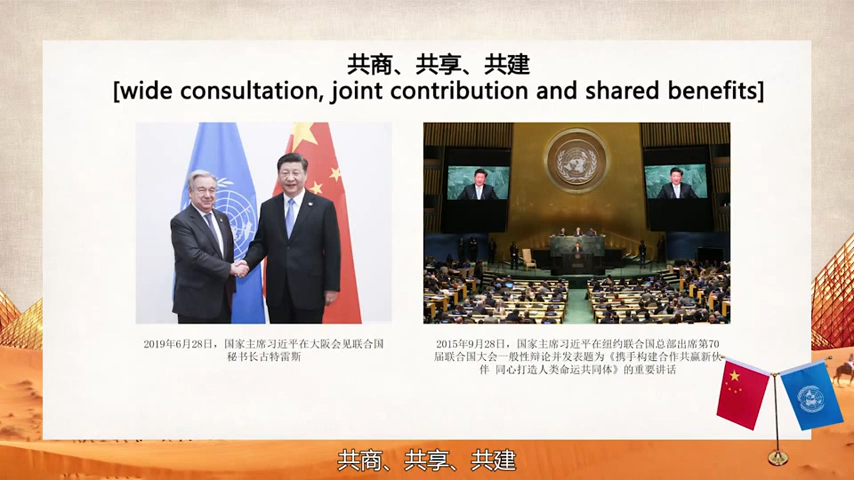 共商、共享、共建
[wide consultation, joint contribution and shared benefits]
2019年6月28日，国家主席习近平在大阪会见联合国
秘书长古特雷斯
2015年9月28日，国家主席习近平在纽约联合国总部出席第70
届联合国大会一般性辩论并发表题为《携手构建合作共赢新伙
伴 同心打造人类命运共同体》的重要讲话
共商、共享、共建